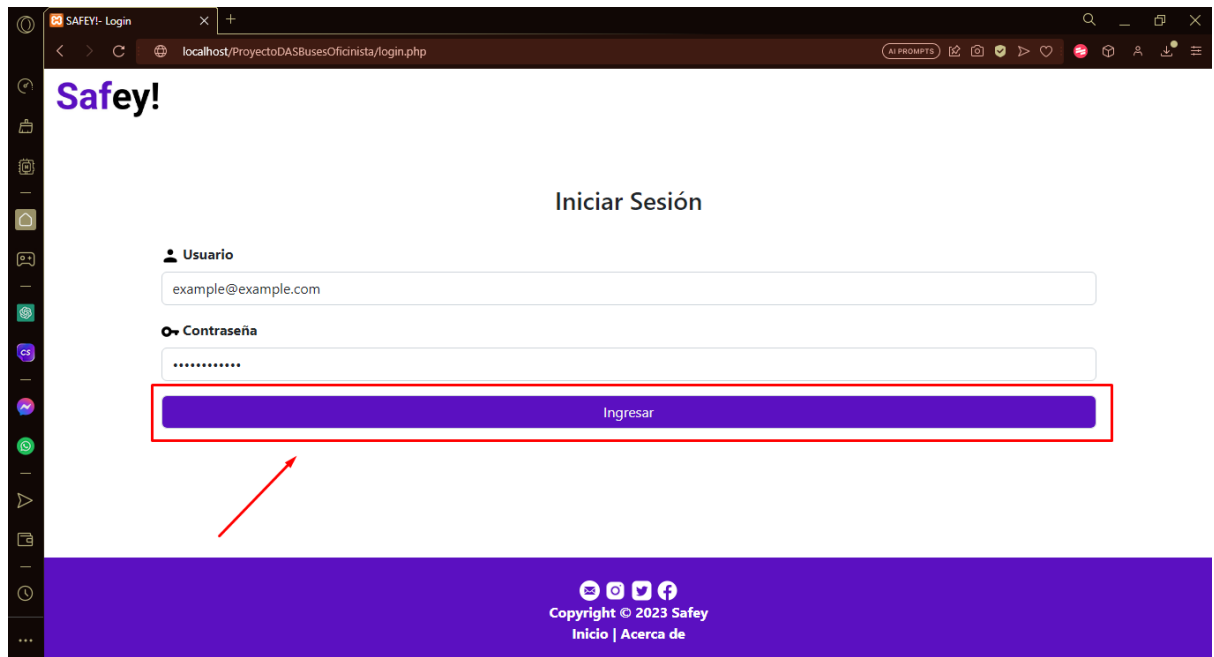 SAFEY!- Login
localhost/ProyectoDASBusesOficinista/login.php
AI PROMPTS
Safey!
Iniciar Sesión
Usuario
example@example.com
Contraseña
CS
Ingresar
Copyright © 2023 Safey
Inicio | Acerca de